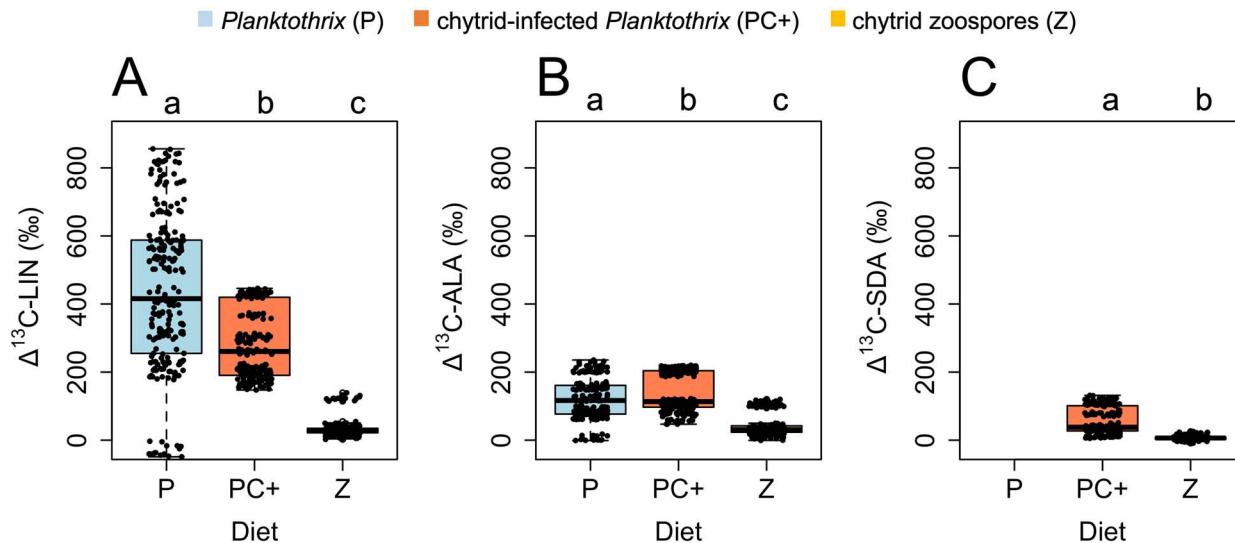 Planktothrix (P) chytrid-infected Planktothrix (PC+) chytrid zoospores (Z)
A
a b c
Δ¹³C-LIN (‰)
800
600
400
200
0
P PC+ Z
Diet
B
a b c
Δ¹³C-ALA (‰)
800
600
400
200
0
P PC+ Z
Diet
C
a b
Δ¹³C-SDA (‰)
800
600
400
200
0
P PC+ Z
Diet